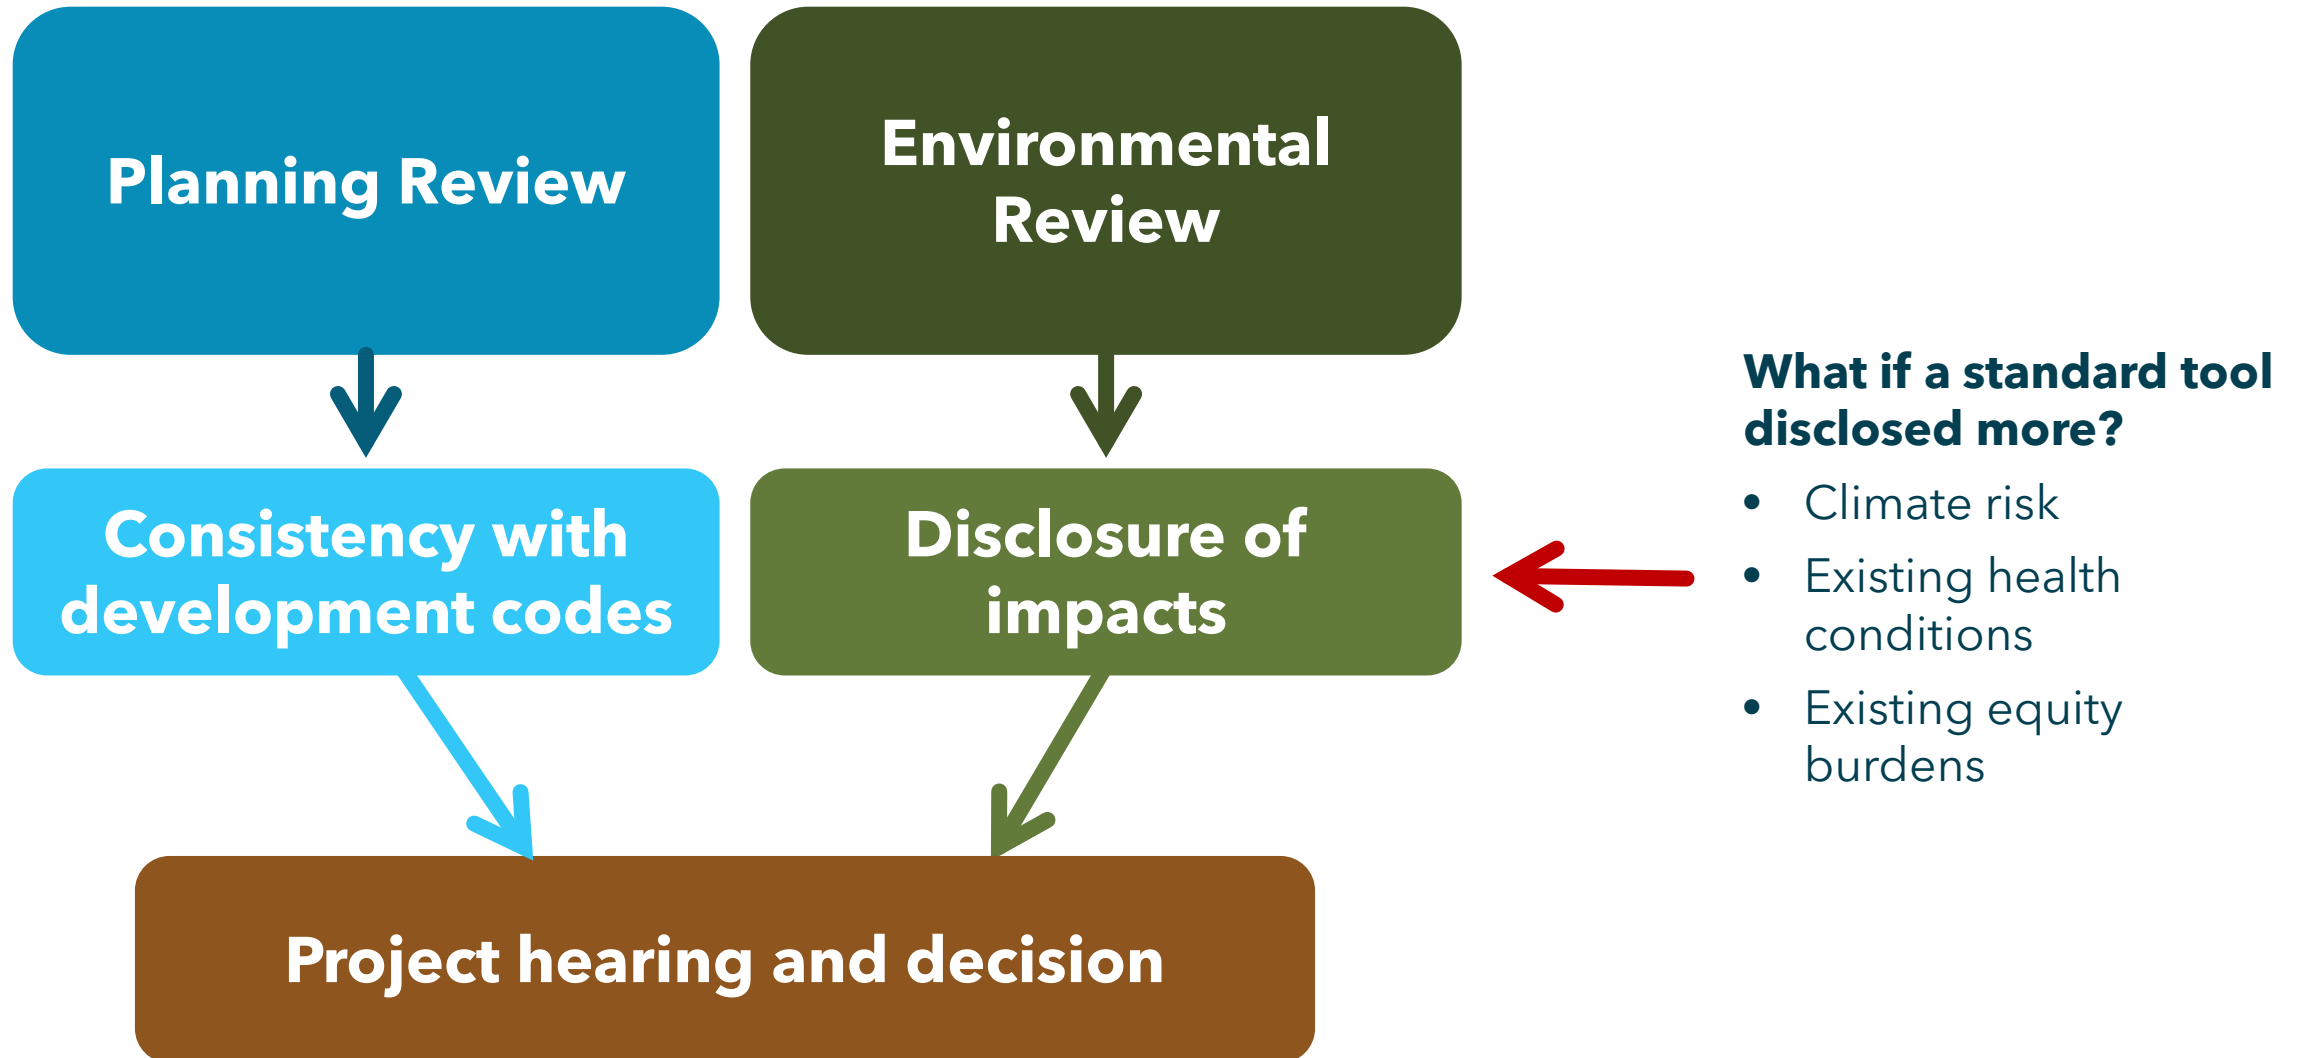 Planning Review
Environmental
Review
Consistency with
development codes
Disclosure of
impacts
Project hearing and decision
What if a standard tool
disclosed more?
• Climate risk
• Existing health
conditions
• Existing equity
burdens